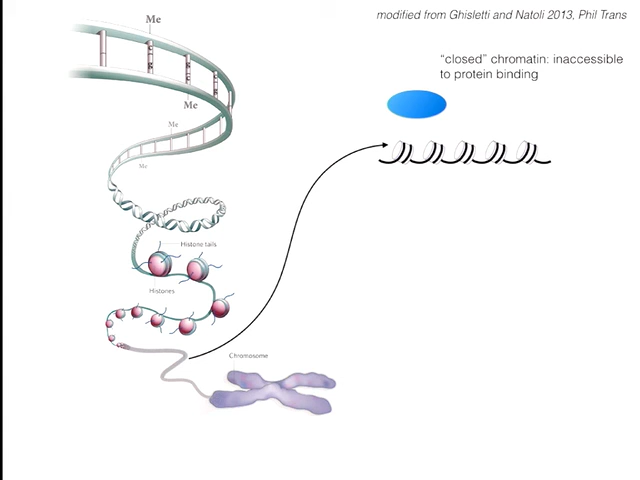 modified from Ghisletti and Natoli 2013, Phil Trans
Me
"closed" chromatin: inaccessible
to protein binding
Me
Me
Me
Histone tails
Histones
Chromosome